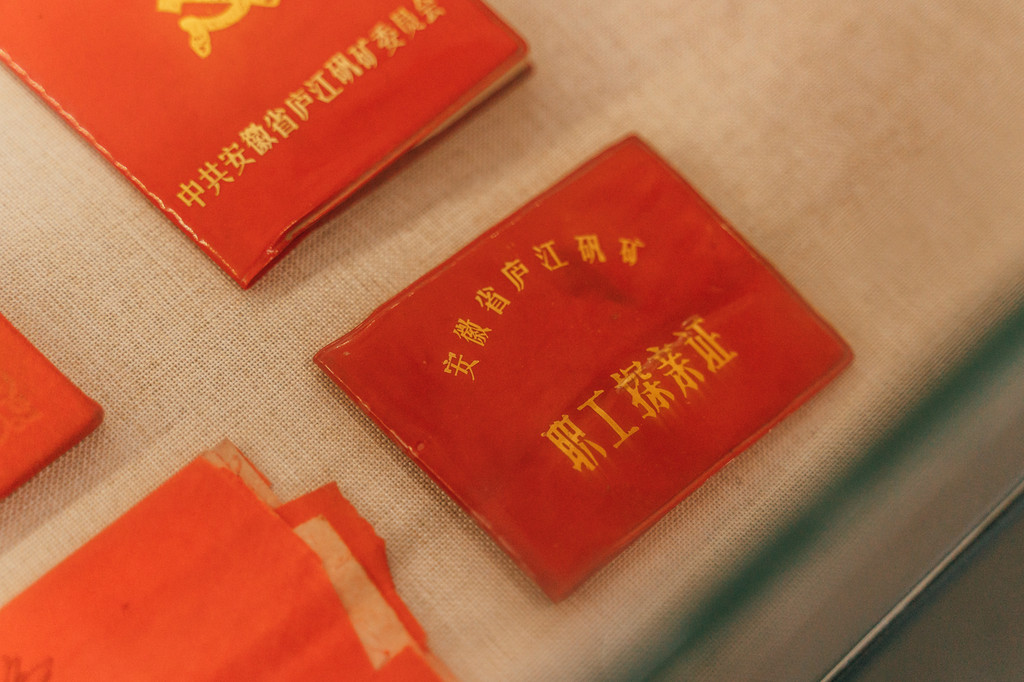 中共安徽省庐江矾矿委员会
安徽省庐江矾矿
职工探亲证